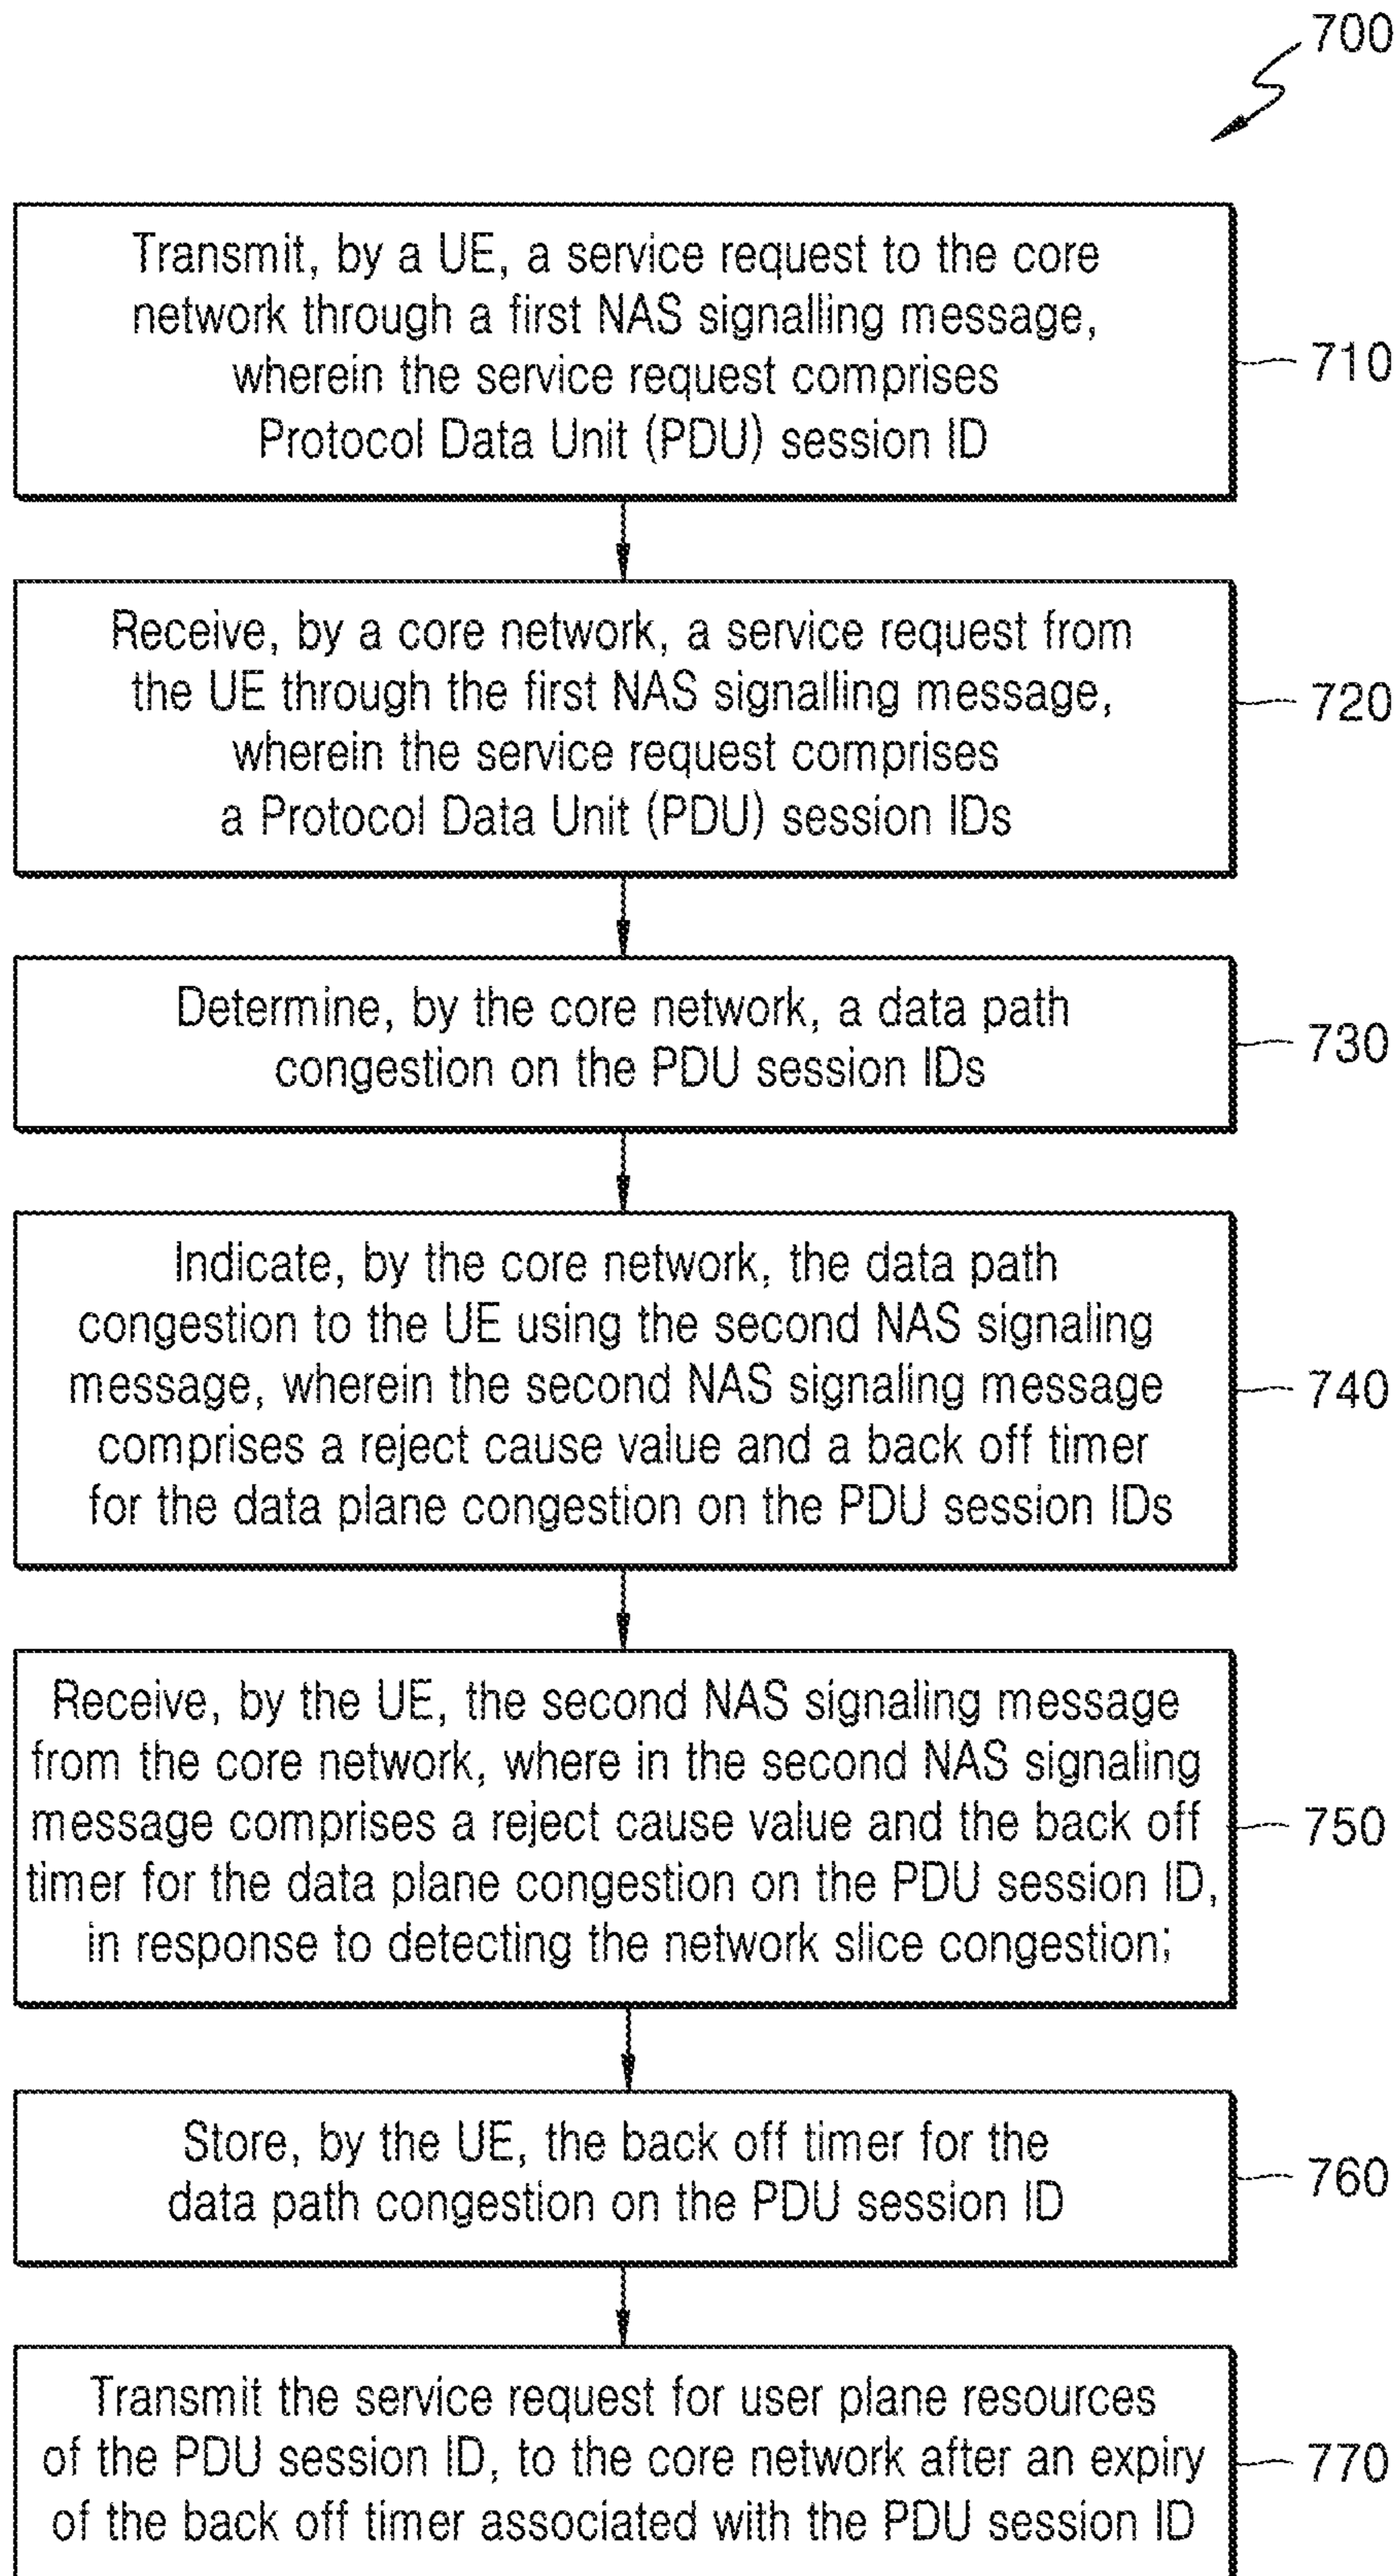 700
Transmit, by a UE, a service request to the core
network through a first NAS signalling message,
wherein the service request comprises
Protocol Data Unit (PDU) session ID
710
Receive, by a core network, a service request from
the UE through the first NAS signalling message,
wherein the service request comprises
a Protocol Data Unit (PDU) session IDs
720
Determine, by the core network, a data path
congestion on the PDU session IDs
730
Indicate, by the core network, the data path
congestion to the UE using the second NAS signaling
message, wherein the second NAS signaling message
comprises a reject cause value and a back off timer
for the data plane congestion on the PDU session IDs
740
Receive, by the UE, the second NAS signaling message
from the core network, where in the second NAS signaling
message comprises a reject cause value and the back off
timer for the data plane congestion on the PDU session ID,
in response to detecting the network slice congestion;
750
Store, by the UE, the back off timer for the
data path congestion on the PDU session ID
760
Transmit the service request for user plane resources
of the PDU session ID, to the core network after an expiry
of the back off timer associated with the PDU session ID
770